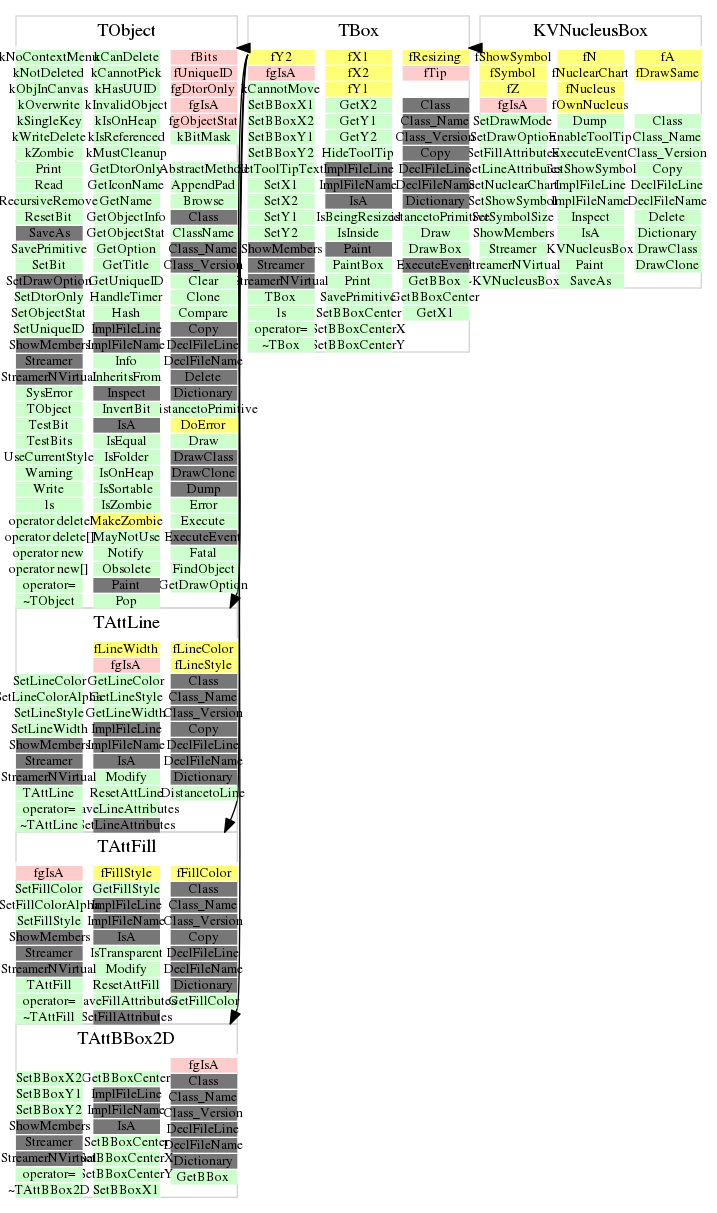 TObject
kNoContextMenu kCanDelete fBits
kNotDeleted kCannotPick fUniqueID
kObjInCanvas kHasUUID fgDtorOnly
kOverwrite kInvalidObject fgIsA
kSingleKey kIsOnHeap fgObjectStat
kWriteDelete kIsReferenced kBitMask
kZombie kMustCleanup
Print GetDtorOnly AbstractMethod
Read GetIconName AppendPad
RecursiveRemove GetName Browse
ResetBit GetObjectInfo Class
SaveAs GetObjectStat ClassName
SavePrimitive GetOption Class_Name
SetBit GetTitle Class_Version
SetDrawOption GetUniqueID Clear
SetDtorOnly HandleTimer Clone
SetObjectStat Hash Compare
SetUniqueID ImplFileLine Copy
ShowMembers ImplFileName DeclFileLine
Streamer Info DeclFileName
StreamerNVirtual InheritsFrom Delete
SysError Inspect Dictionary
TObject InvertBit istancetoPrimitive
TestBit IsA DoError
TestBits IsEqual Draw
UseCurrentStyle IsFolder DrawClass
Warning IsOnHeap DrawClone
Write IsSortable Dump
ls IsZombie Error
operator delete MakeZombie Execute
operator delete[] MayNotUse ExecuteEvent
operator new Notify Fatal
operator new[] Obsolete FindObject
operator= Paint GetDrawOption
~TObject Pop
TAttLine
fLineWidth fLineColor
fgIsA fLineStyle
SetLineColor GetLineColor Class
SetLineColorAlpha GetLineStyle Class_Name
SetLineStyle GetLineWidth Class_Version
SetLineWidth ImplFileLine Copy
ShowMembers ImplFileName DeclFileLine
Streamer IsA DeclFileName
StreamerNVirtual Modify Dictionary
TAttLine ResetAttLine DistancetoLine
operator= aveLineAttributes
~TAttLine SetLineAttributes
TAttFill
fgIsA fFillStyle fFillColor
SetFillColor GetFillStyle Class
SetFillColorAlpha ImplFileLine Class_Name
SetFillStyle ImplFileName Class_Version
ShowMembers IsA Copy
Streamer IsTransparent DeclFileLine
StreamerNVirtual Modify DeclFileName
TAttFill ResetAttFill Dictionary
operator= aveFillAttributes GetFillColor
~TAttFill SetFillAttributes
TAttBBox2D
fgIsA
SetBBoxX2 GetBBoxCenter Class
SetBBoxY1 ImplFileLine Class_Name
SetBBoxY2 ImplFileName Class_Version
ShowMembers IsA DeclFileLine
Streamer SetBBoxCenter DeclFileName
StreamerNVirtual SetBBoxCenterX Dictionary
operator= SetBBoxCenterY GetBBox
~TAttBBox2D SetBBoxX1
TBox
fY2 fX1 fResizing
fgIsA fX2 fTip
kCannotMove fY1
SetBBoxX1 GetX2 Class
SetBBoxX2 GetY1 Class_Name
SetBBoxY1 GetY2 Class_Version
SetBBoxY2 HideToolTip Copy
SetToolTipText ImplFileLine DeclFileLine
SetX1 ImplFileName DeclFileName
SetX2 IsA Dictionary
SetY1 IsBeingResized istancetoPrimitive
SetY2 IsInside Draw
ShowMembers Paint DrawBox
Streamer PaintBox ExecuteEvent
StreamerNVirtual Print GetBBox
TBox SavePrimitive GetBBoxCenter
ls SetBBoxCenter GetX1
operator= SetBBoxCenterX
~TBox SetBBoxCenterY
KVNucleusBox
fShowSymbol fN fA
fSymbol fNuclearChart fDrawSame
fZ fNucleus
fgIsA fOwnNucleus
SetDrawMode Dump Class
SetDrawOption EnableToolTip Class_Name
SetFillAttributes ExecuteEvent Class_Version
SetLineAttributes GetShowSymbol Copy
SetNuclearChart ImplFileLine DeclFileLine
SetShowSymbol ImplFileName DeclFileName
SetSymbolSize Inspect Delete
ShowMembers IsA Dictionary
Streamer KVNucleusBox DrawClass
StreamerNVirtual Paint DrawClone
~KVNucleusBox SaveAs